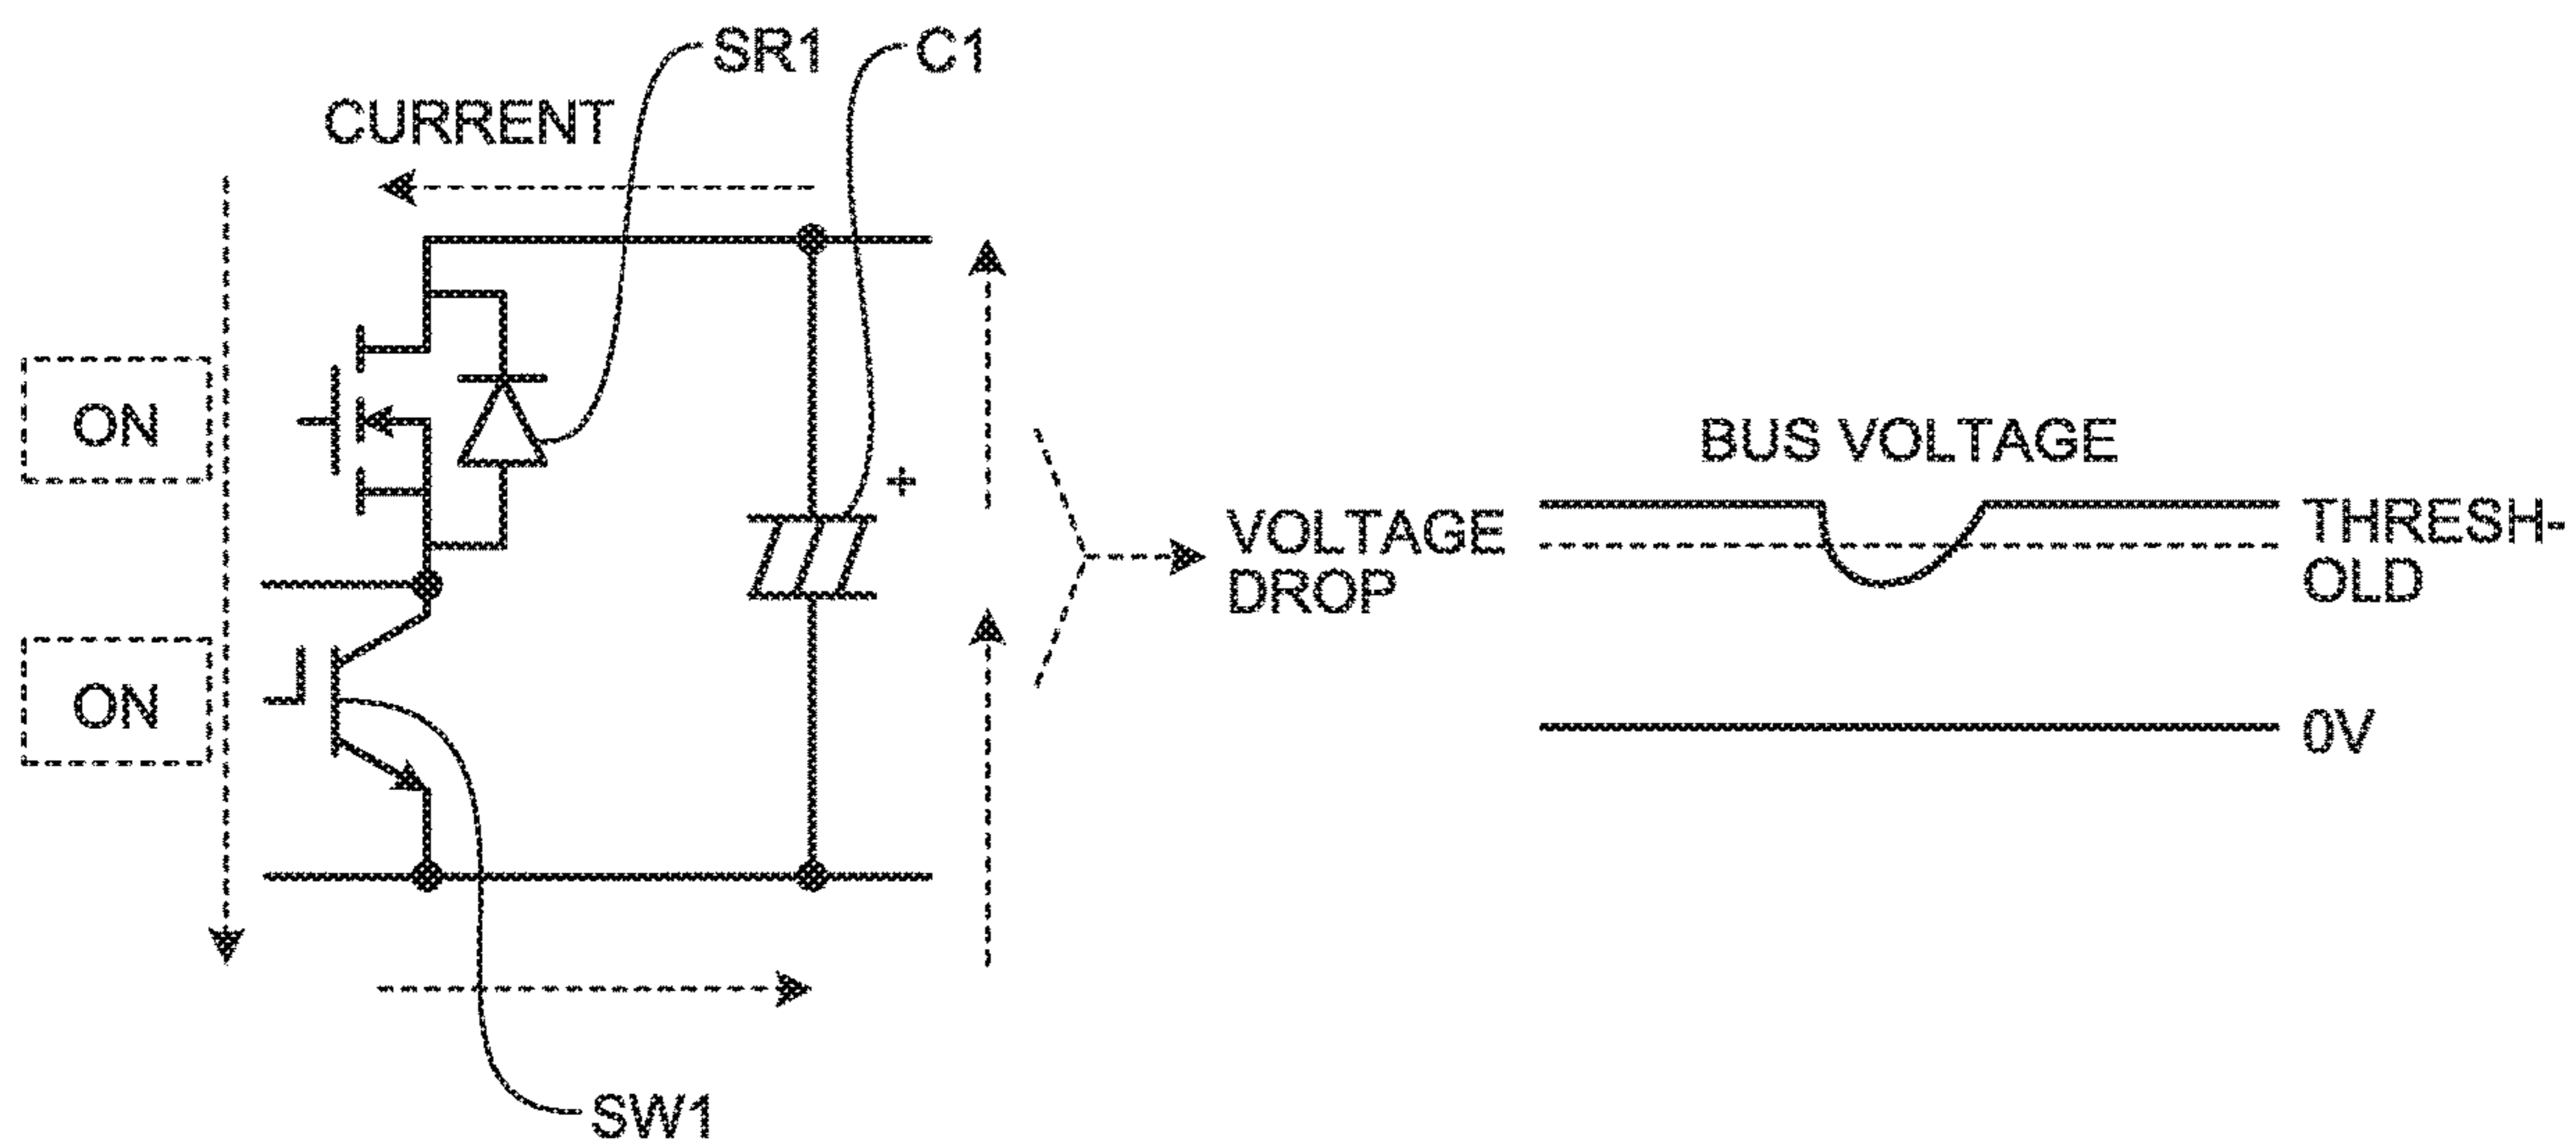 SR1
C1
CURRENT
ON
+
BUS VOLTAGE
VOLTAGE
DROP
THRESH-
OLD
ON
0V
SW1